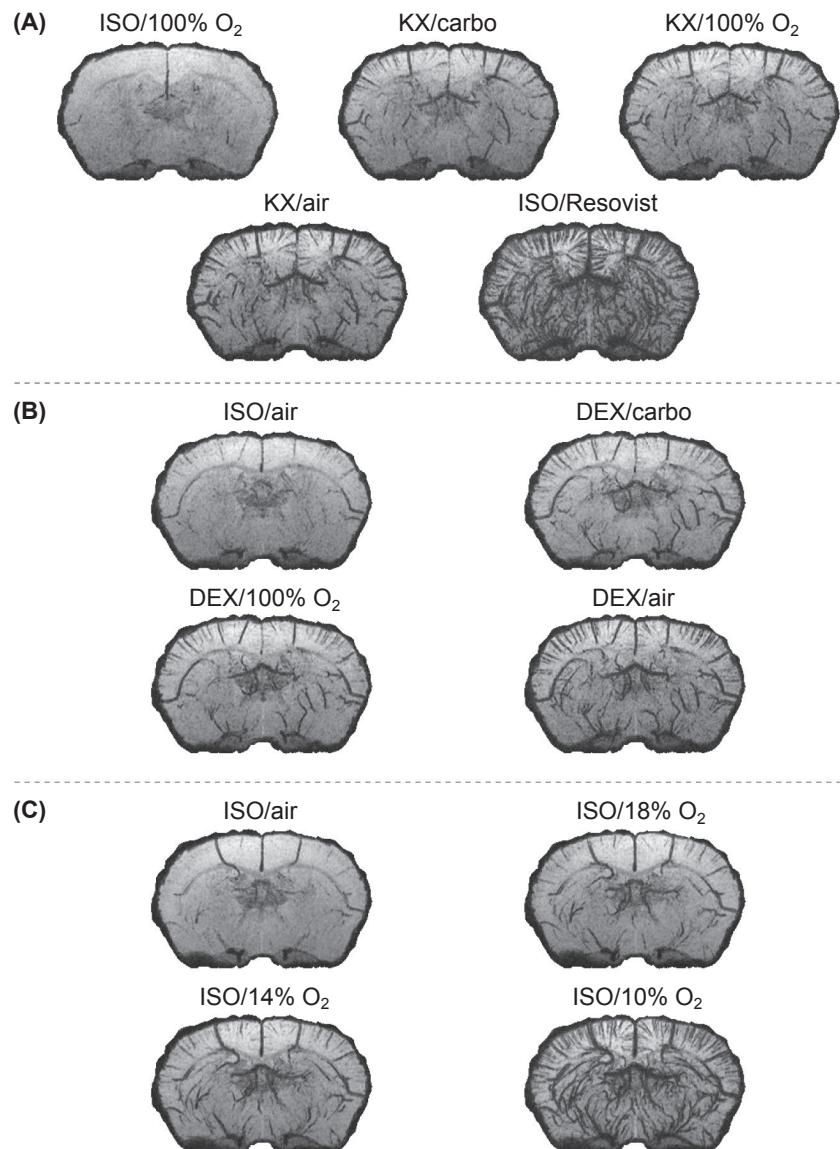 (A)
ISO/100% O₂ KX/carbo KX/100% O₂
KX/air ISO/Resovist
(B)
ISO/air DEX/carbo
DEX/100% O₂ DEX/air
(C)
ISO/air ISO/18% O₂
ISO/14% O₂ ISO/10% O₂